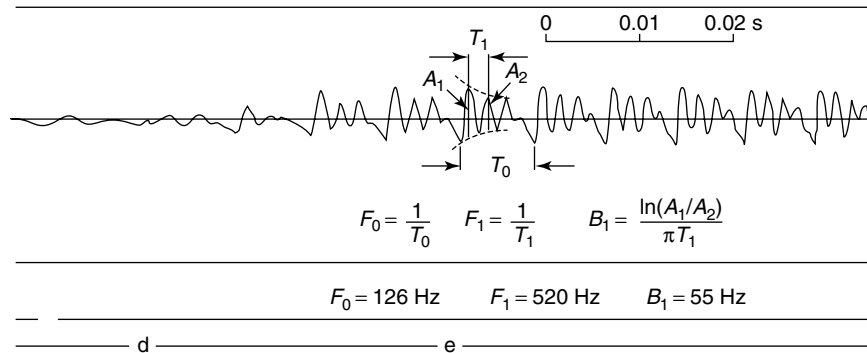 0 0.01 0.02 s
T₁
A₁ A₂
T₀
F₀ = 1/T₀ F₁ = 1/T₁ B₁ = ln(A₁/A₂)/πT₁
F₀ = 126 Hz F₁ = 520 Hz B₁ = 55 Hz
d e